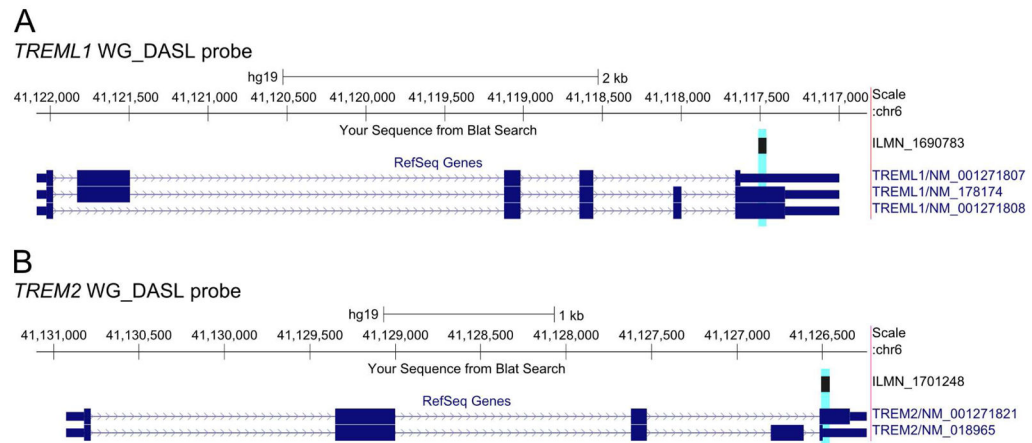 A
TREML1 WG_DASL probe
hg19 2 kb
41,122,000 41,121,500 41,121,000 41,120,500 41,120,000 41,119,500 41,119,000 41,118,500 41,118,000 41,117,500 41,117,000 Scale
:chr6
Your Sequence from Blat Search
ILMN_1690783
RefSeq Genes
TREML1/NM_001271807
TREML1/NM_178174
TREML1/NM_001271808
B
TREM2 WG_DASL probe
hg19 1 kb
41,131,000 41,130,500 41,130,000 41,129,500 41,129,000 41,128,500 41,128,000 41,127,500 41,127,000 41,126,500 Scale
:chr6
Your Sequence from Blat Search
ILMN_1701248
RefSeq Genes
TREM2/NM_001271821
TREM2/NM_018965